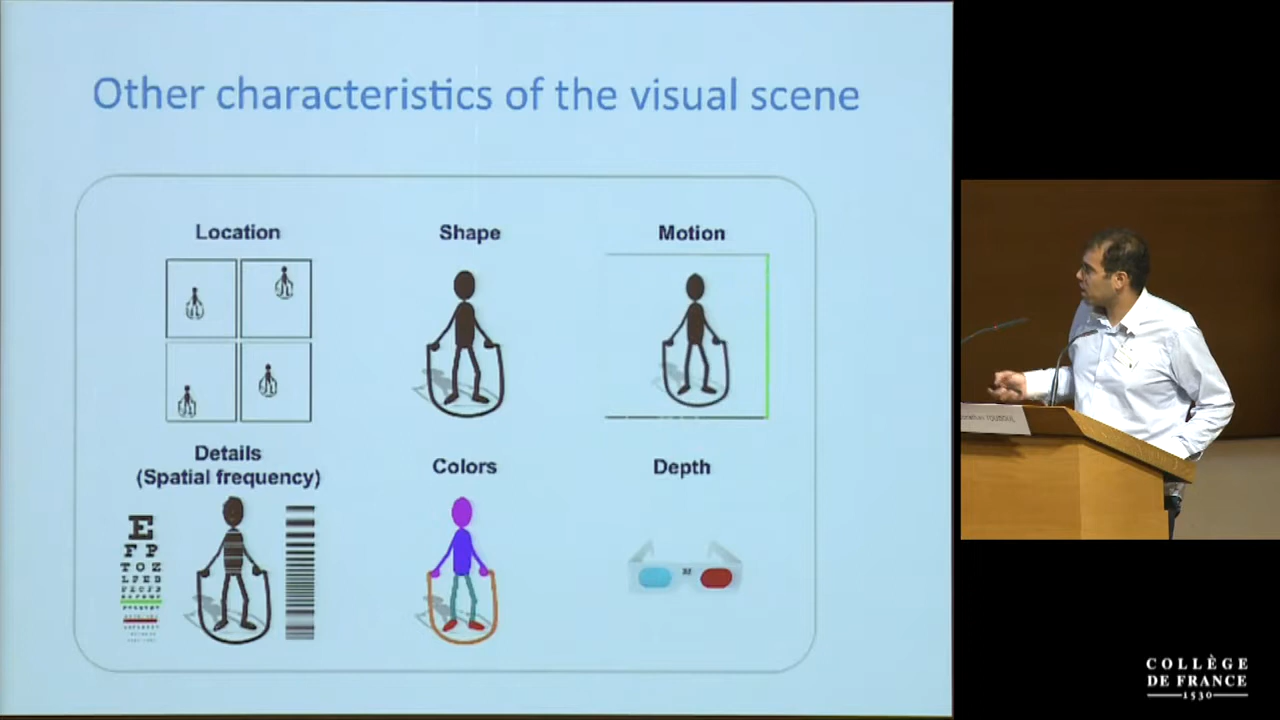 Other characteristics of the visual scene
Location
Shape
Motion
Details
(Spatial frequency)
Colors
Depth
E
F P
T O Z
L P E D
COLLÈGE
DE FRANCE
1530